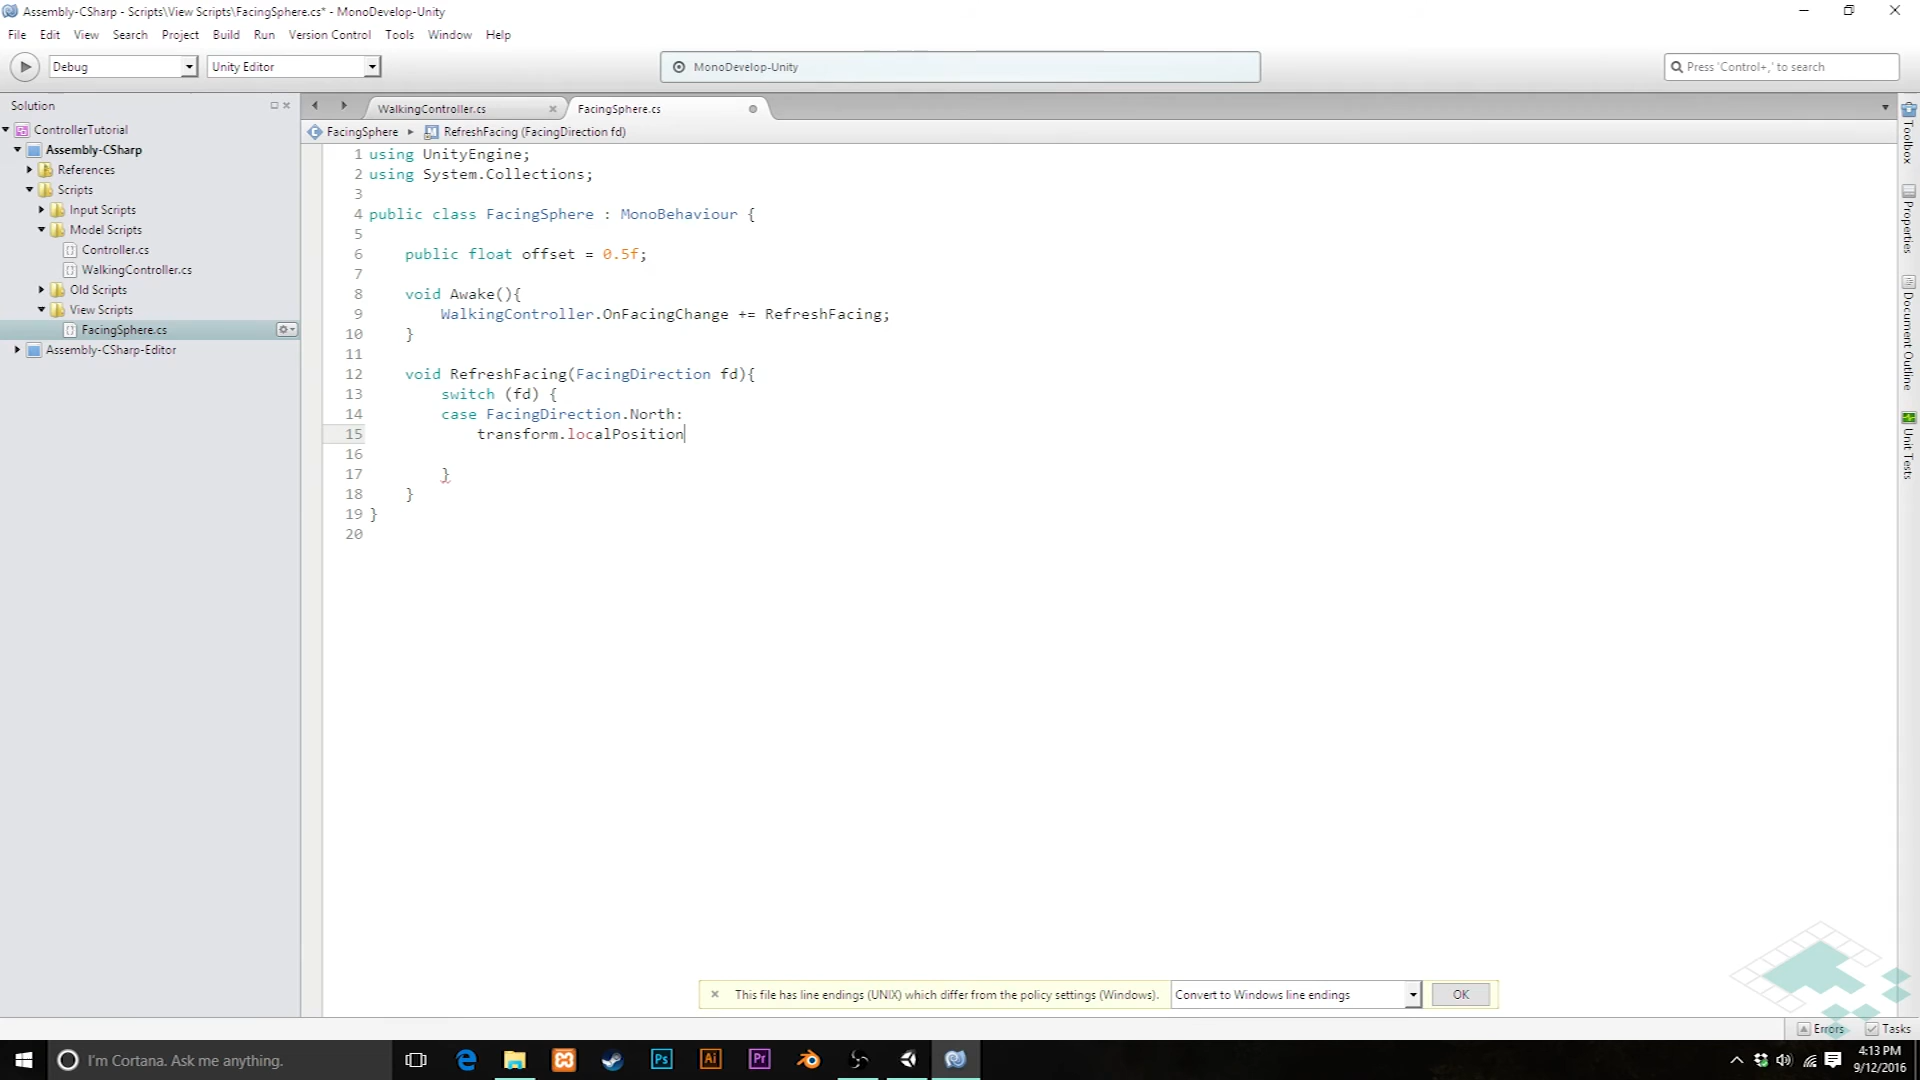 Assembly-CSharp - Scripts\View Scripts\FacingSphere.cs* - MonoDevelop-Unity
File Edit View Search Project Build Run Version Control Tools Window Help
Debug Unity Editor MonoDevelop-Unity Press 'Control+,' to search
Solution
ControllerTutorial
Assembly-CSharp
References
Scripts
Input Scripts
Model Scripts
Controller.cs
WalkingController.cs
Old Scripts
View Scripts
FacingSphere.cs
Assembly-CSharp-Editor
WalkingController.cs FacingSphere.cs
FacingSphere RefreshFacing (FacingDirection fd)
1 using UnityEngine;
2 using System.Collections;
3
4 public class FacingSphere : MonoBehaviour {
5
6 public float offset = 0.5f;
7
8 void Awake(){
9 WalkingController.OnFacingChange += RefreshFacing;
10 }
11
12 void RefreshFacing(FacingDirection fd){
13 switch (fd) {
14 case FacingDirection.North:
15 transform.localPosition
16
17 }
18 }
19 }
20
Toolbox
Properties
Document Outline
Unit Tests
This file has line endings (UNIX) which differ from the policy settings (Windows). Convert to Windows line endings OK
Errors Tasks
I'm Cortana. Ask me anything.
Ps Ai Pr
4:13 PM
9/12/2016